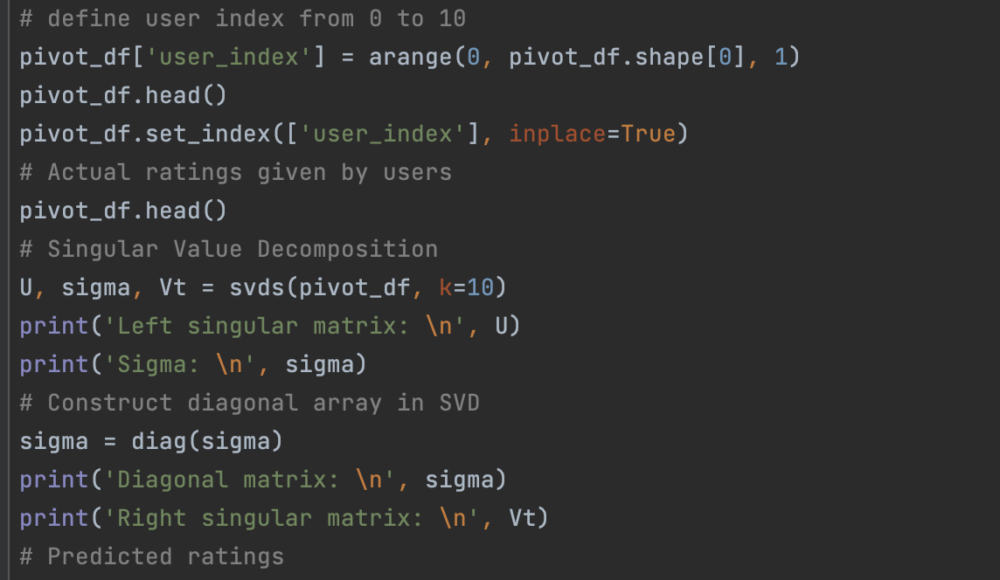 # define user index from 0 to 10
pivot_df['user_index'] = arange(0, pivot_df.shape[0], 1)
pivot_df.head()
pivot_df.set_index(['user_index'], inplace=True)
# Actual ratings given by users
pivot_df.head()
# Singular Value Decomposition
U, sigma, Vt = svds(pivot_df, k=10)
print('Left singular matrix: \n', U)
print('Sigma: \n', sigma)
# Construct diagonal array in SVD
sigma = diag(sigma)
print('Diagonal matrix: \n', sigma)
print('Right singular matrix: \n', Vt)
# Predicted ratings